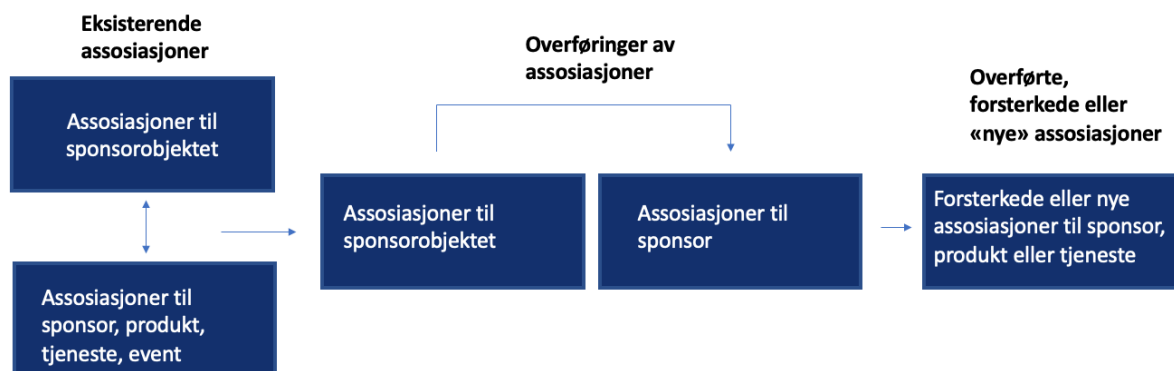 Eksisterende
assosiasjoner
Assosiasjoner til
sponsorobjektet
Assosiasjoner til
sponsor, produkt,
tjeneste, event
Overføringer av
assosiasjoner
Assosiasjoner til
sponsorobjektet
Assosiasjoner til
sponsor
Overførte,
forsterkede eller
«nye» assosiasjoner
Forsterkede eller nye
assosiasjoner til sponsor,
produkt eller tjeneste